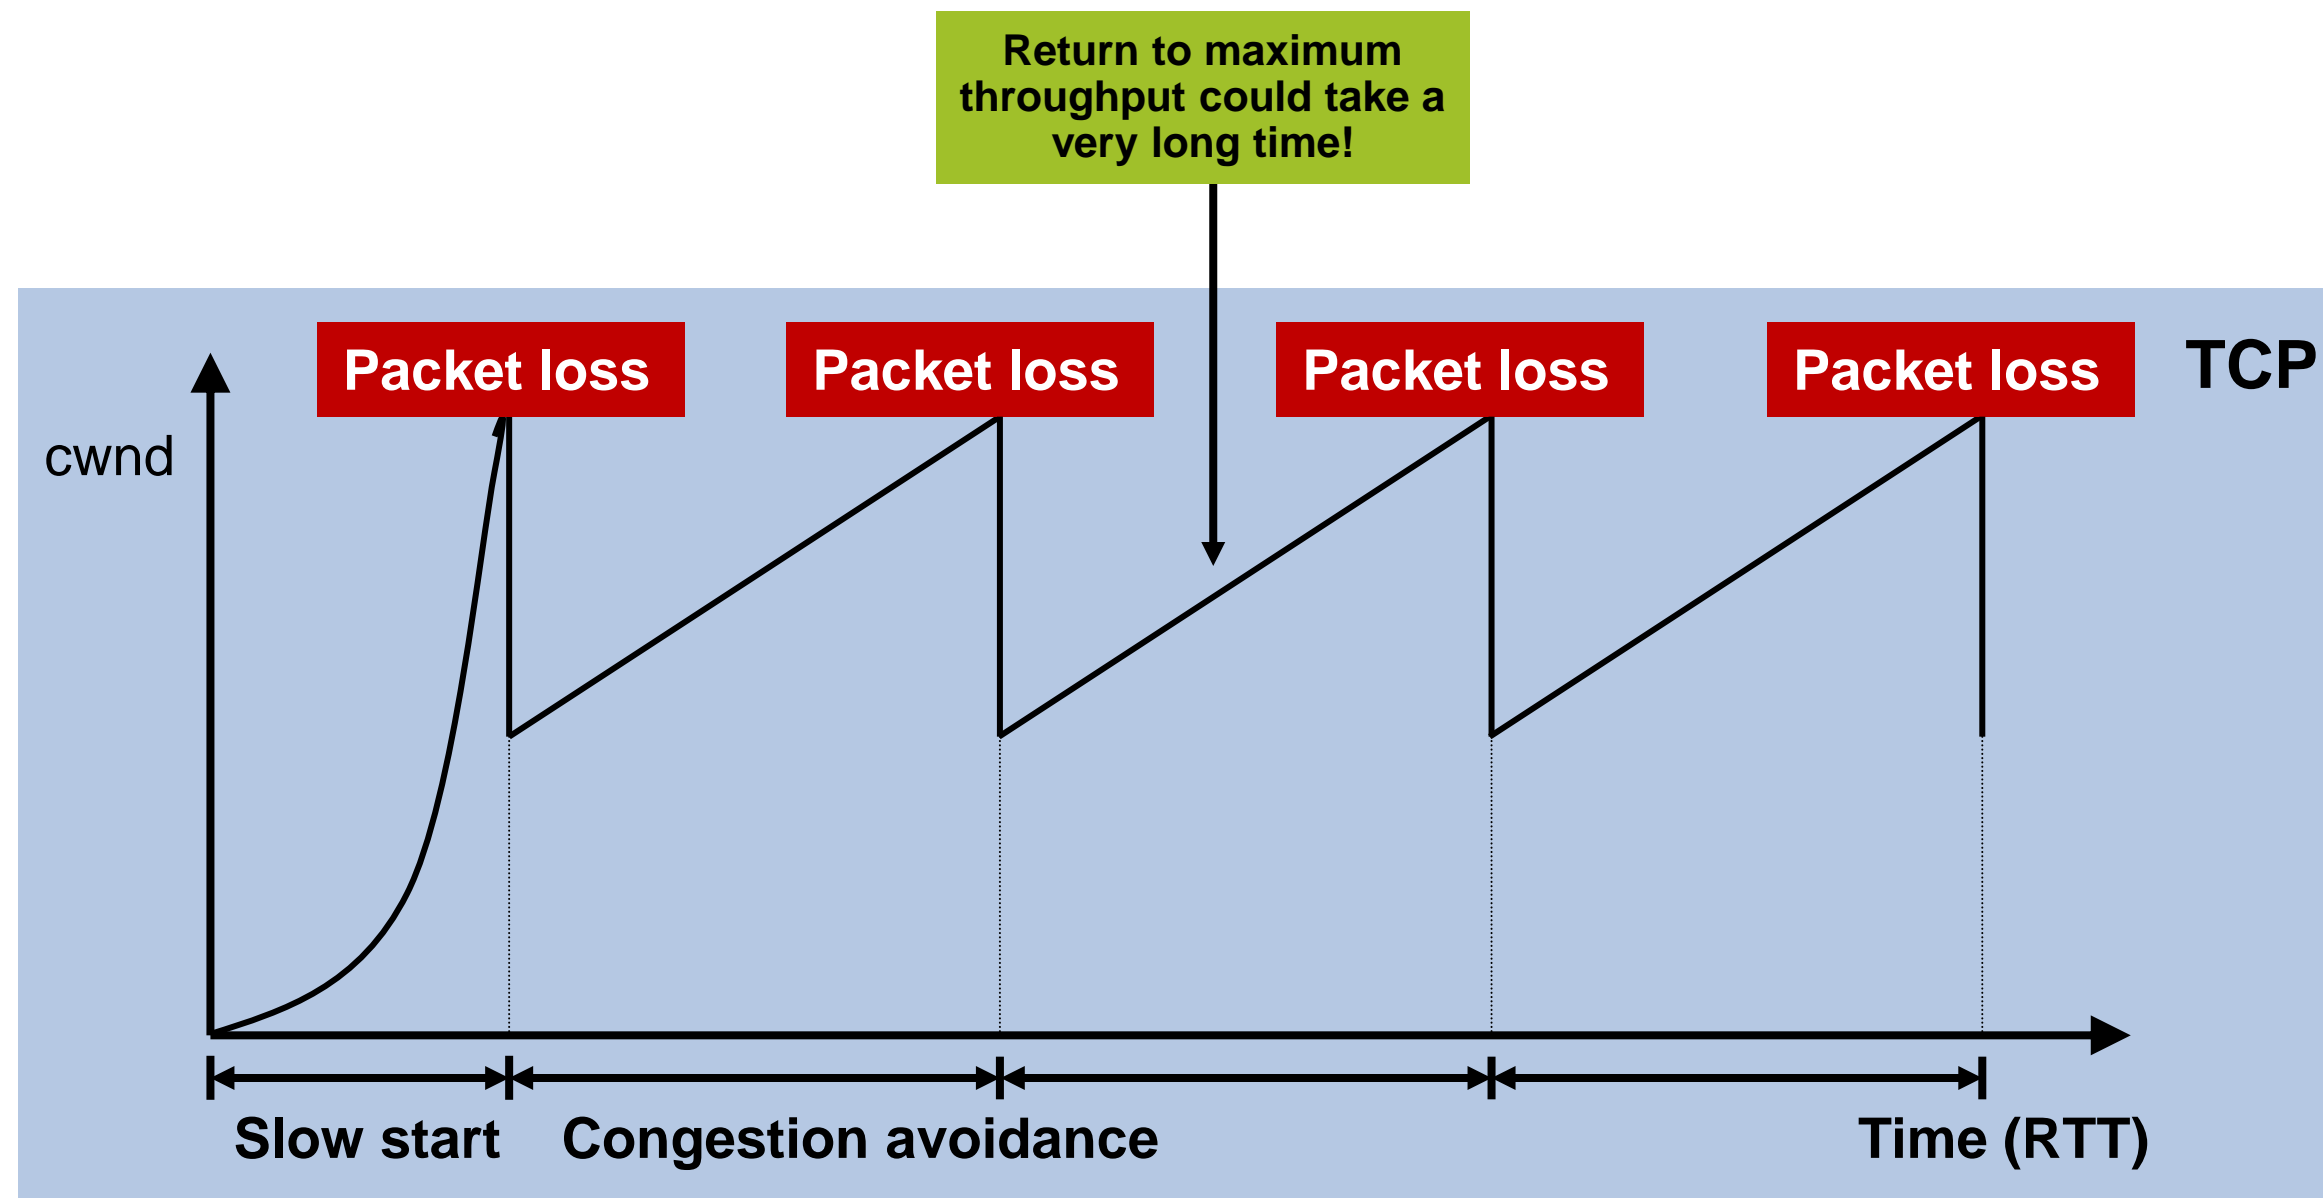 Return to maximum
throughput could take a
very long time!
Packet loss
Packet loss
Packet loss
Packet loss
TCP
cwnd
Slow start
Congestion avoidance
Time (RTT)